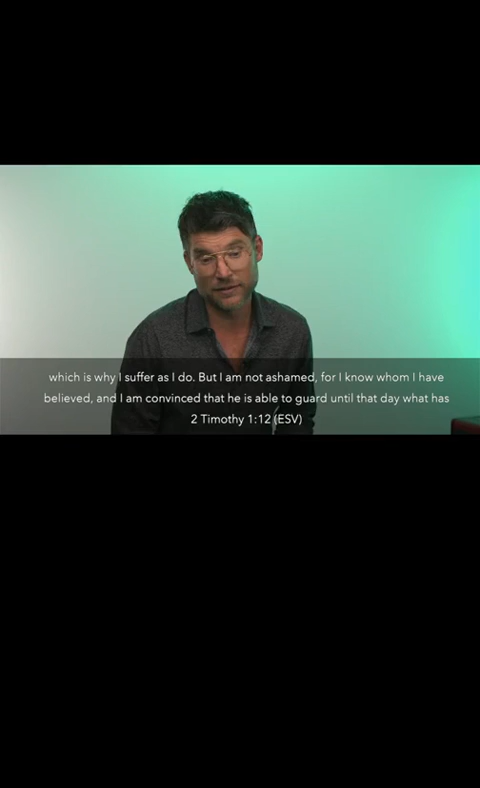 which is why I suffer as I do. But I am not ashamed, for I know whom I have
believed, and I am convinced that he is able to guard until that day what has
2 Timothy 1:12 (ESV)